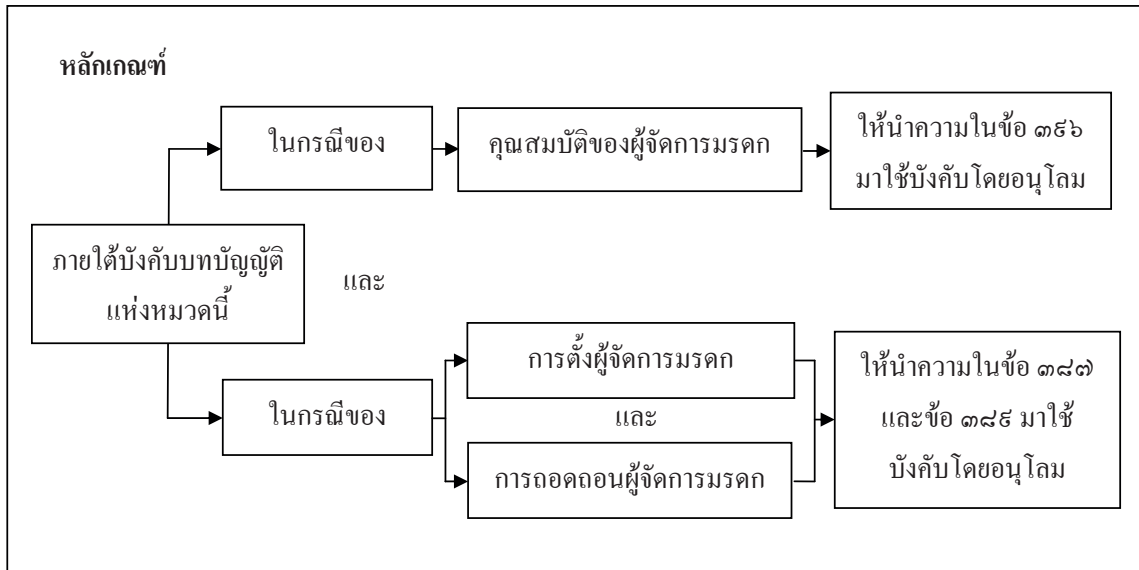 หลักเกณฑ์
ในกรณีของ
คุณสมบัติของผู้จัดการมรดก
ให้นำความในข้อ ๓๙๖
มาใช้บังคับโดยอนุโลม
ภายใต้บังคับบทบัญญัติ
แห่งหมวดนี้
และ
ในกรณีของ
การตั้งผู้จัดการมรดก
และ
การถอดถอนผู้จัดการมรดก
ให้นำความในข้อ ๓๘๗
และข้อ ๓๘๙ มาใช้
บังคับโดยอนุโลม